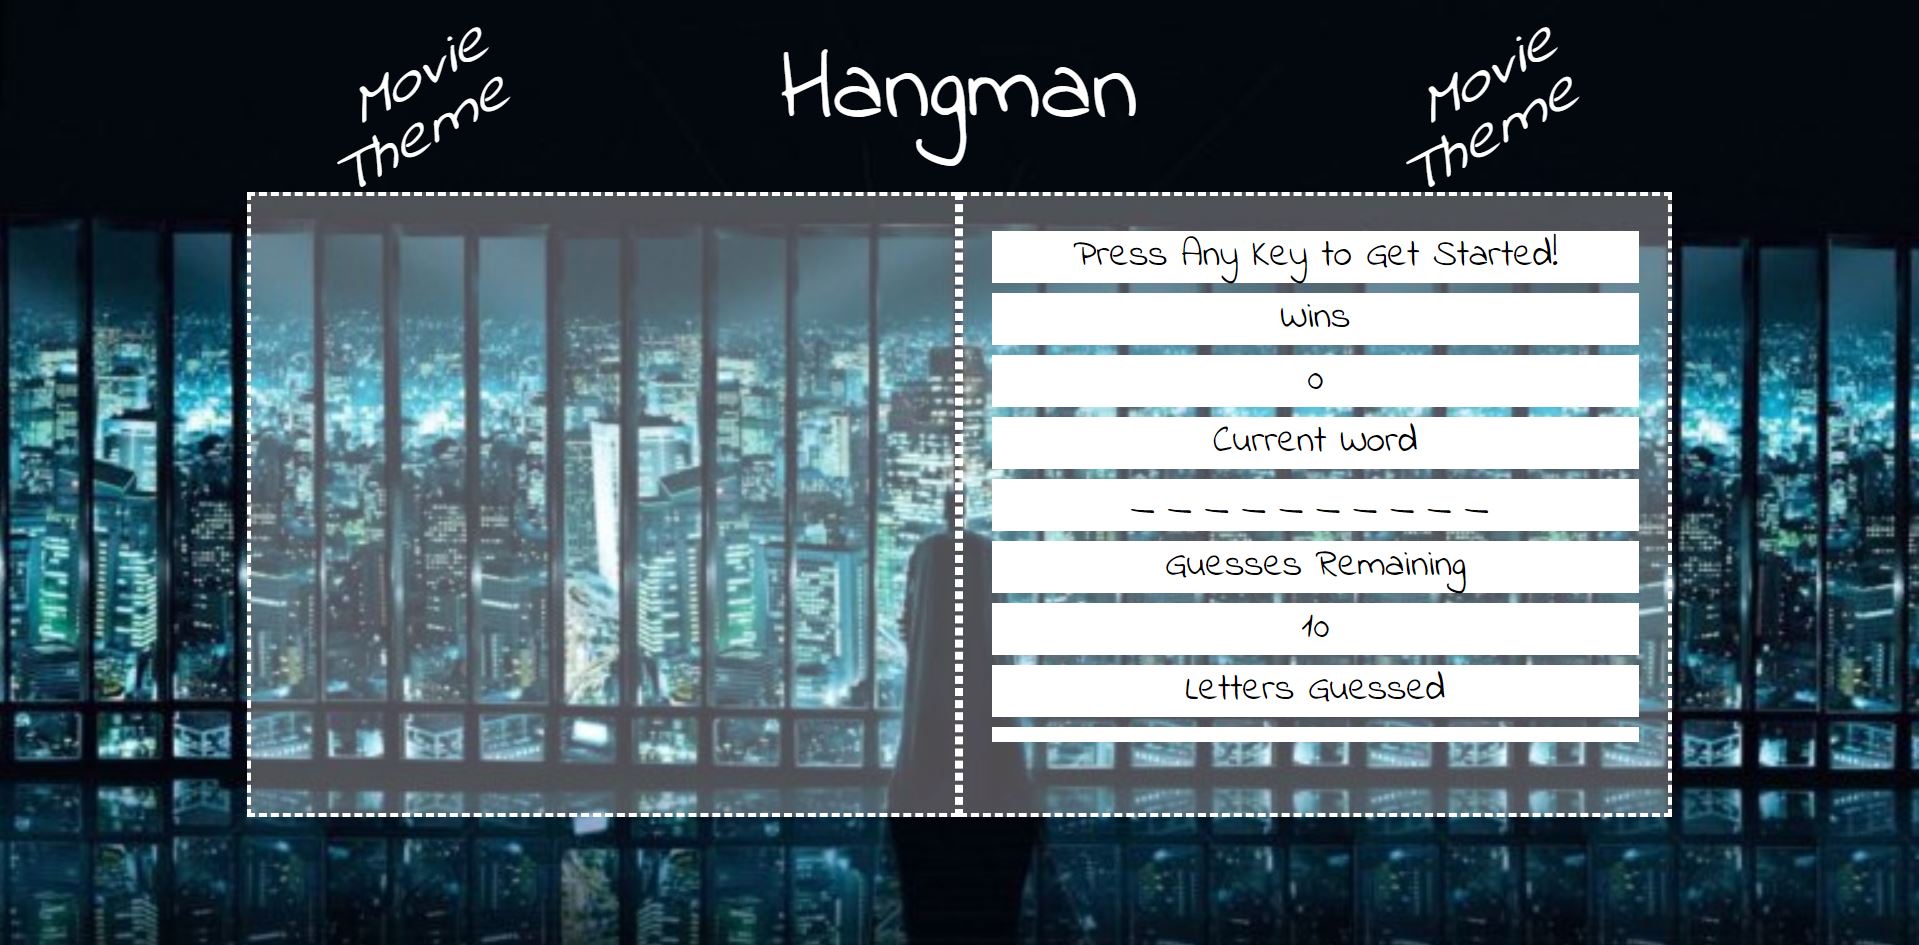 Movie
Theme
Hangman
Movie
Theme
Press Any Key to Get Started!
Wins
0
Current Word
_ _ _ _ _ _ _ _ _ _
Guesses Remaining
10
Letters Guessed